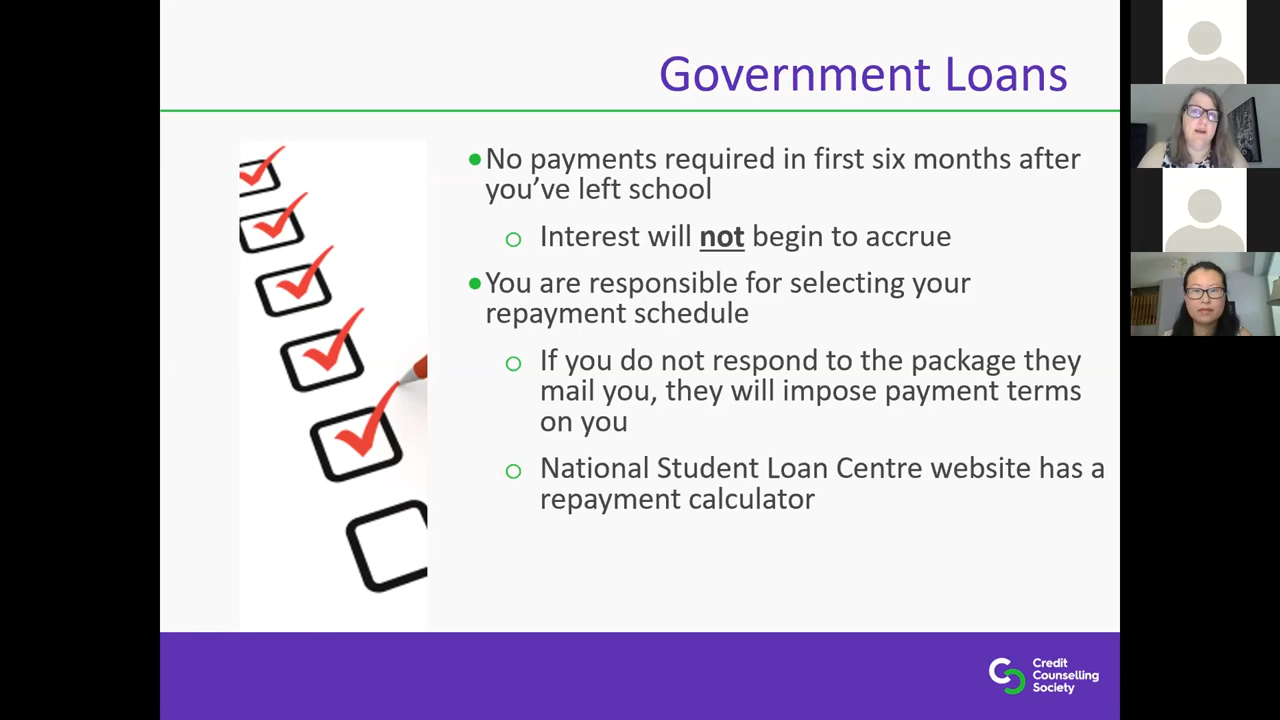 Government Loans
●No payments required in first six months after
you’ve left school
o Interest will not begin to accrue
●You are responsible for selecting your
repayment schedule
o If you do not respond to the package they
mail you, they will impose payment terms
on you
o National Student Loan Centre website has a
repayment calculator
Credit
Counselling
Society